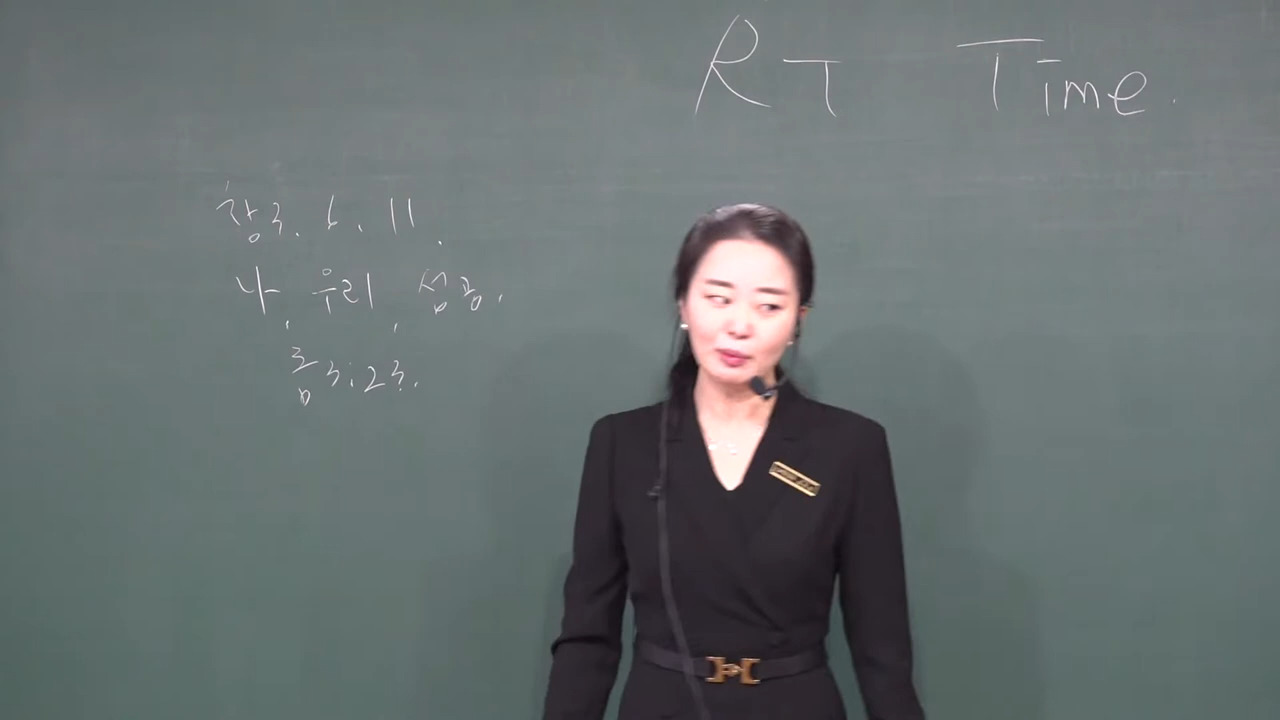 RT Time.
창 3. 6. 11.
나, 우리, 성공.
롬 3:23.